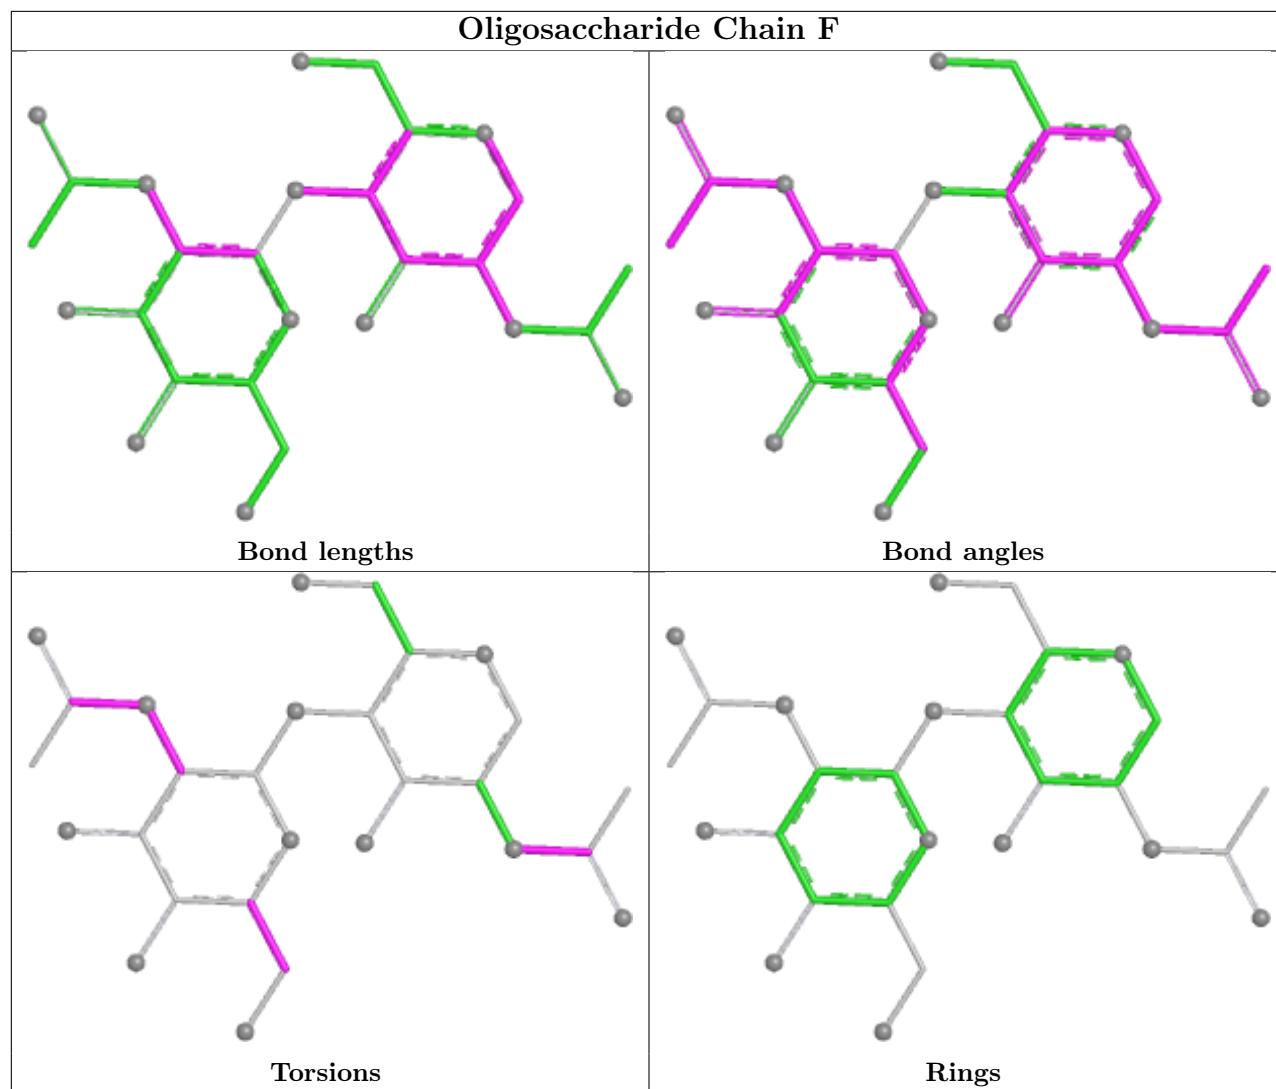 Oligosaccharide Chain F
Bond lengths
Bond angles
Torsions
Rings